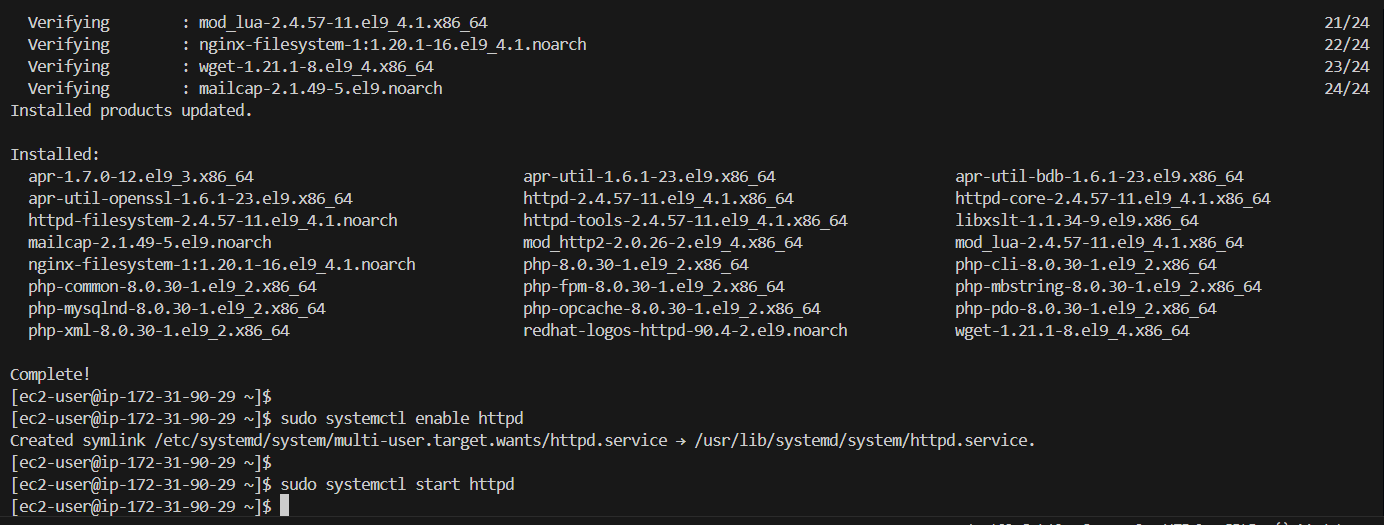 Verifying : mod_lua-2.4.57-11.el9_4.1.x86_64 21/24
Verifying : nginx-filesystem-1:1.20.1-16.el9_4.1.noarch 22/24
Verifying : wget-1.21.1-8.el9_4.x86_64 23/24
Verifying : mailcap-2.1.49-5.el9.noarch 24/24
Installed products updated.
Installed:
apr-1.7.0-12.el9_3.x86_64 apr-util-1.6.1-23.el9.x86_64 apr-util-bdb-1.6.1-23.el9.x86_64
apr-util-openssl-1.6.1-23.el9.x86_64 httpd-2.4.57-11.el9_4.1.x86_64 httpd-core-2.4.57-11.el9_4.1.x86_64
httpd-filesystem-2.4.57-11.el9_4.1.noarch httpd-tools-2.4.57-11.el9_4.1.x86_64 libxslt-1.1.34-9.el9.x86_64
mailcap-2.1.49-5.el9.noarch mod_http2-2.0.26-2.el9_4.x86_64 mod_lua-2.4.57-11.el9_4.1.x86_64
nginx-filesystem-1:1.20.1-16.el9_4.1.noarch php-8.0.30-1.el9_2.x86_64 php-cli-8.0.30-1.el9_2.x86_64
php-common-8.0.30-1.el9_2.x86_64 php-fpm-8.0.30-1.el9_2.x86_64 php-mbstring-8.0.30-1.el9_2.x86_64
php-mysqlnd-8.0.30-1.el9_2.x86_64 php-opcache-8.0.30-1.el9_2.x86_64 php-pdo-8.0.30-1.el9_2.x86_64
php-xml-8.0.30-1.el9_2.x86_64 redhat-logos-httpd-90.4-2.el9.noarch wget-1.21.1-8.el9_4.x86_64
Complete!
[ec2-user@ip-172-31-90-29 ~]$
[ec2-user@ip-172-31-90-29 ~]$ sudo systemctl enable httpd
Created symlink /etc/systemd/system/multi-user.target.wants/httpd.service → /usr/lib/systemd/system/httpd.service.
[ec2-user@ip-172-31-90-29 ~]$
[ec2-user@ip-172-31-90-29 ~]$ sudo systemctl start httpd
[ec2-user@ip-172-31-90-29 ~]$